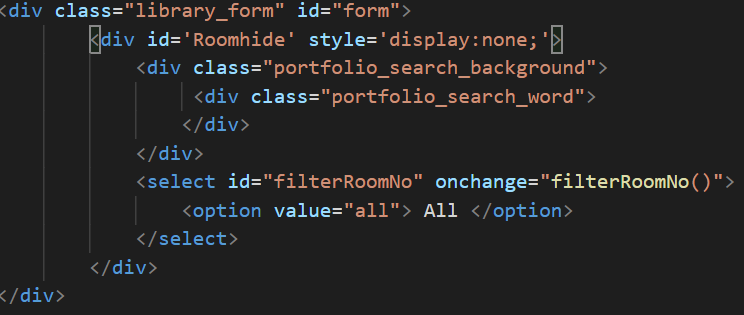 <div class="library_form" id="form">
<div id='Roomhide' style='display:none;'>
<div class="portfolio_search_background">
<div class="portfolio_search_word">
</div>
</div>
<select id="filterRoomNo" onchange="filterRoomNo()">
<option value="all"> All </option>
</select>
</div>
</div>